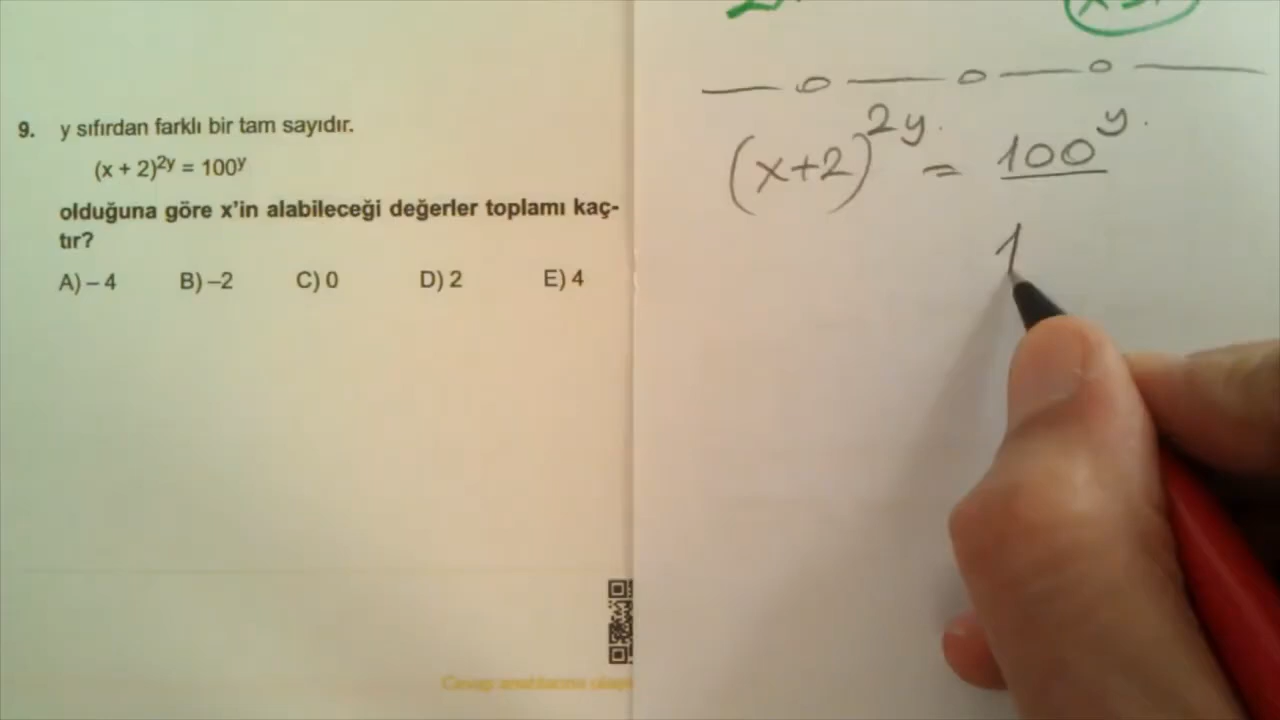 9. y sıfırdan farklı bir tam sayıdır.
(x + 2)^2y = 100^y
olduğuna göre x'in alabileceği değerler toplamı kaç-
tır?
A) – 4 B) –2 C) 0 D) 2 E) 4
(x+2)^2y. = 100^y.
1